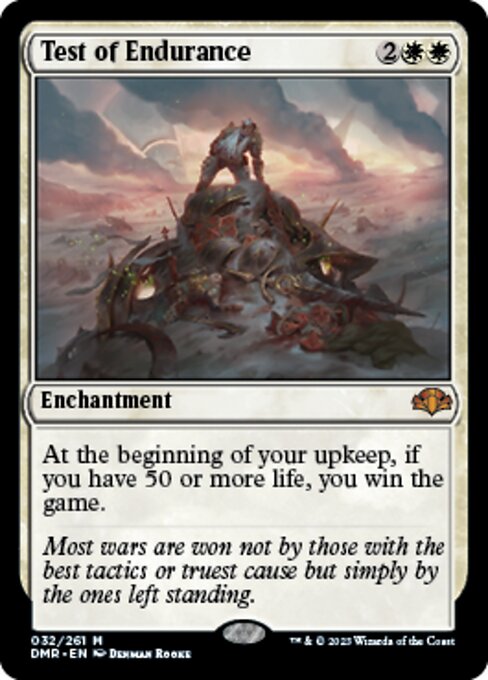 Test of Endurance 2
Enchantment
At the beginning of your upkeep, if
you have 50 or more life, you win the
game.
Most wars are won not by those with the
best tactics or truest cause but simply by
the ones left standing.
032/261 M
™ & © 2023 Wizards of the Coast
DMR • EN Denman Rooke